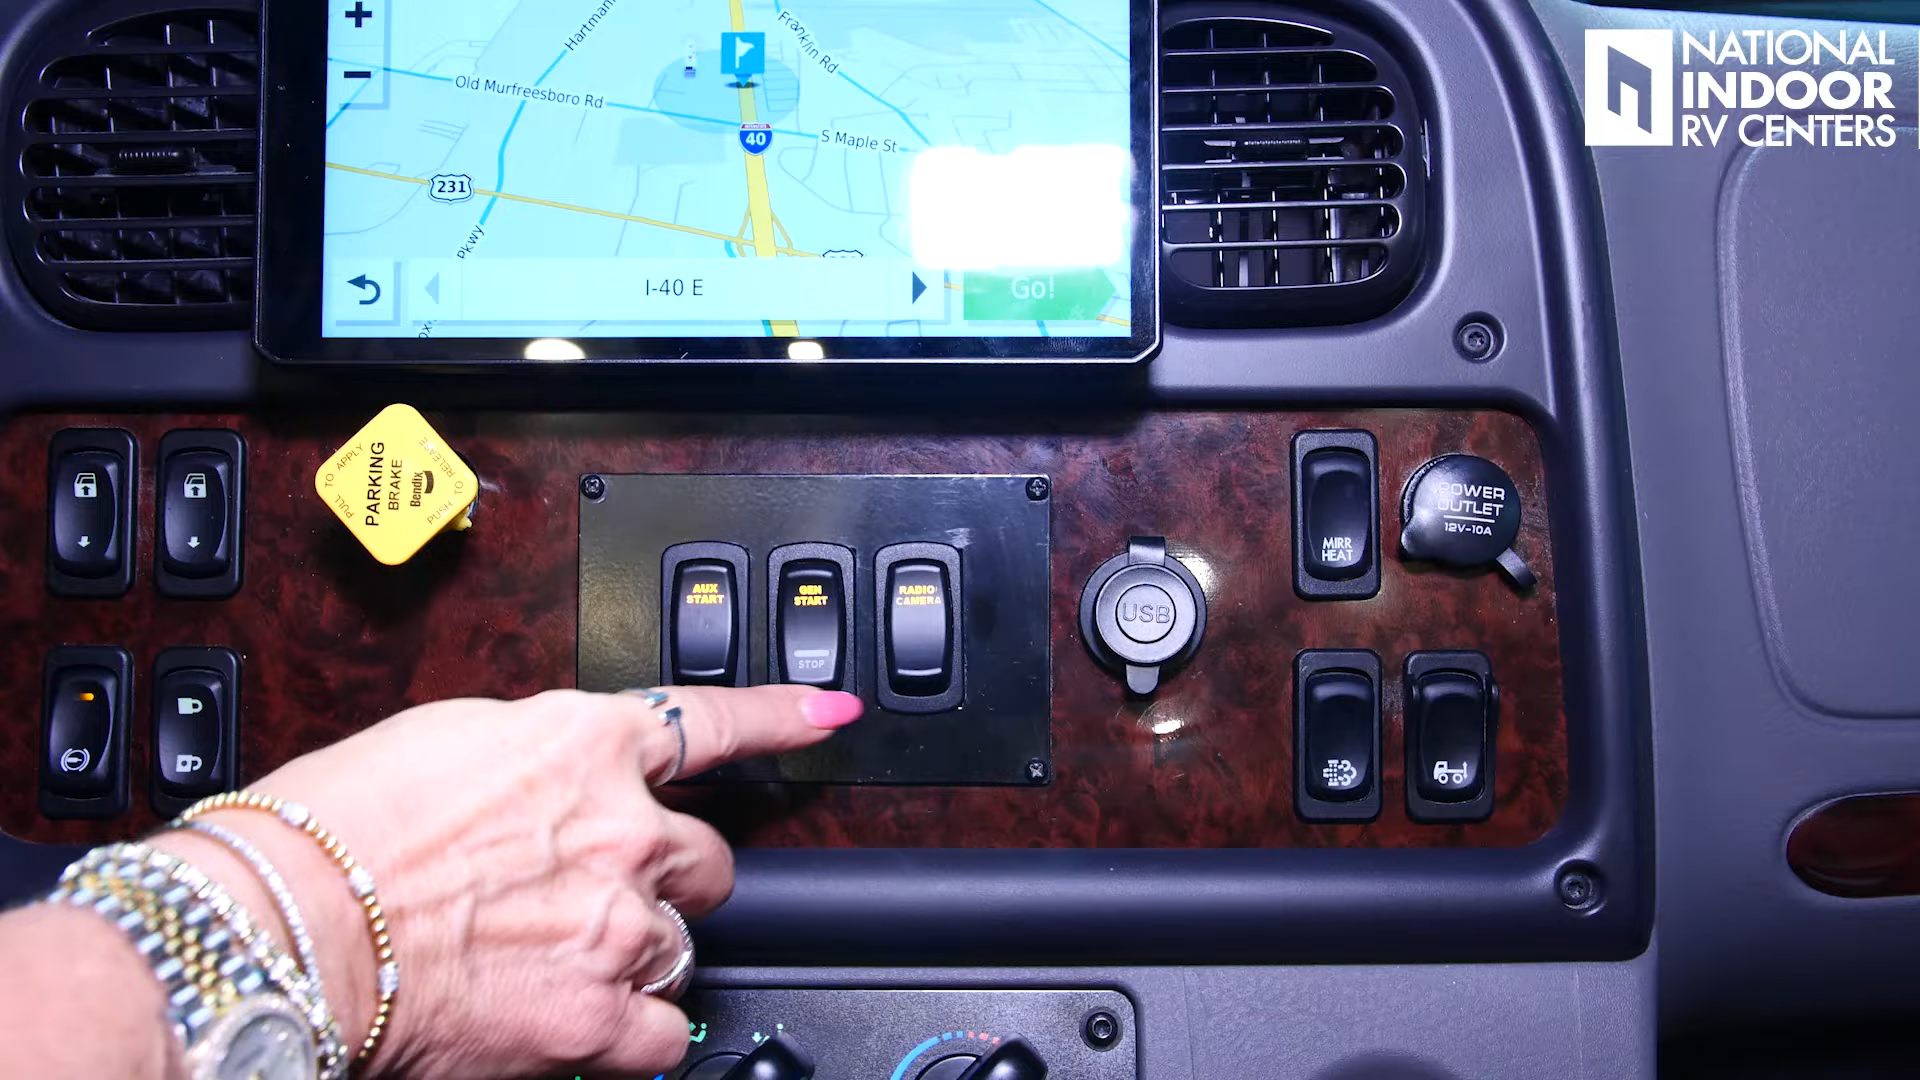 Hartman
Franklin Rd
Old Murfreesboro Rd
S Maple St
40
231
Pkwy
I-40 E
Go!
NATIONAL
INDOOR
RV CENTERS
PULL TO APPLY
PARKING
BRAKE
Bendix
PUSH TO RELEASE
AUX
START
GEN
START
STOP
RADIO/
CAMERA
USB
MIRR
HEAT
POWER
OUTLET
12V-10A